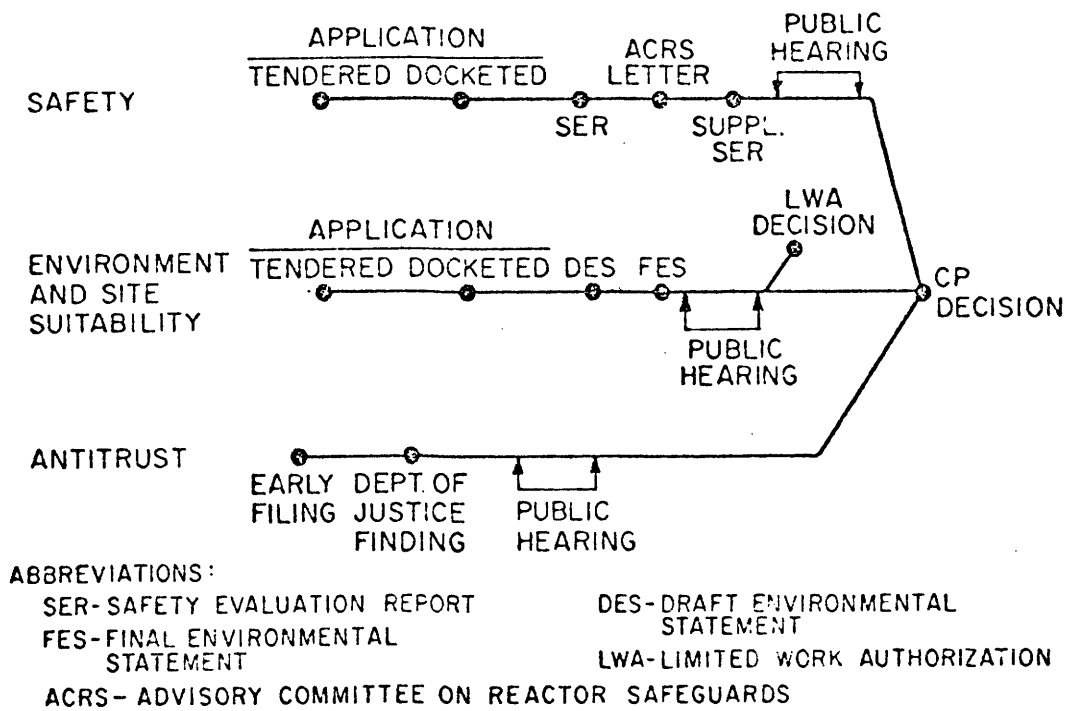 APPLICATION
TENDERED DOCKETED
ACRS
LETTER
PUBLIC
HEARING
SAFETY
SER
SUPPL.
SER
LWA
DECISION
APPLICATION
TENDERED DOCKETED DES FES
ENVIRONMENT
AND SITE
SUITABILITY
CP
DECISION
PUBLIC
HEARING
ANTITRUST
EARLY
FILING
DEPT. OF
JUSTICE
FINDING
PUBLIC
HEARING
ABBREVIATIONS:
SER-SAFETY EVALUATION REPORT
FES-FINAL ENVIRONMENTAL
STATEMENT
DES-DRAFT ENVIRONMENTAL
STATEMENT
LWA-LIMITED WORK AUTHORIZATION
ACRS-ADVISORY COMMITTEE ON REACTOR SAFEGUARDS